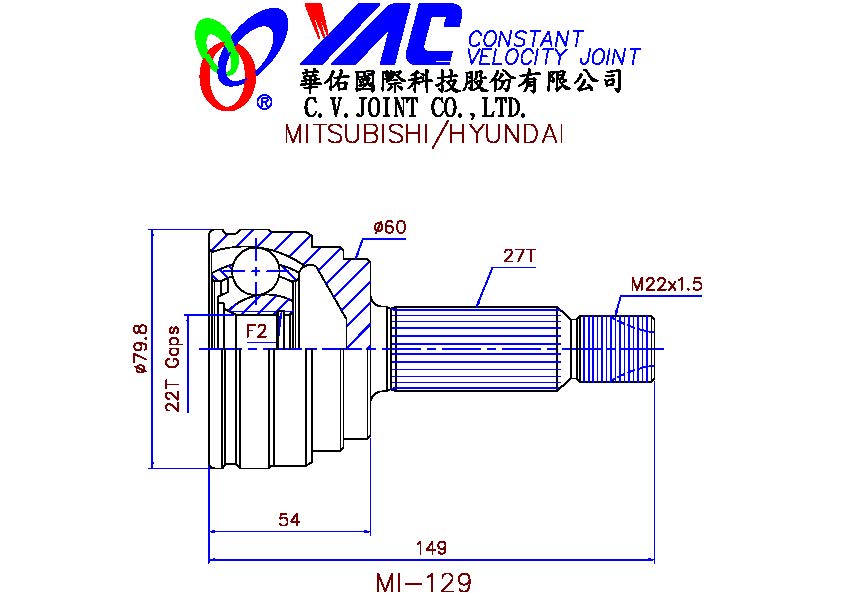 YAC CONSTANT
VELOCITY JOINT
®
華佑國際科技股份有限公司
C.V.JOINT CO.,LTD.
MITSUBISHI/HYUNDAI
ø60
27T
M22x1.5
F2
ø79.8
22T Gaps
54
149
MI-129